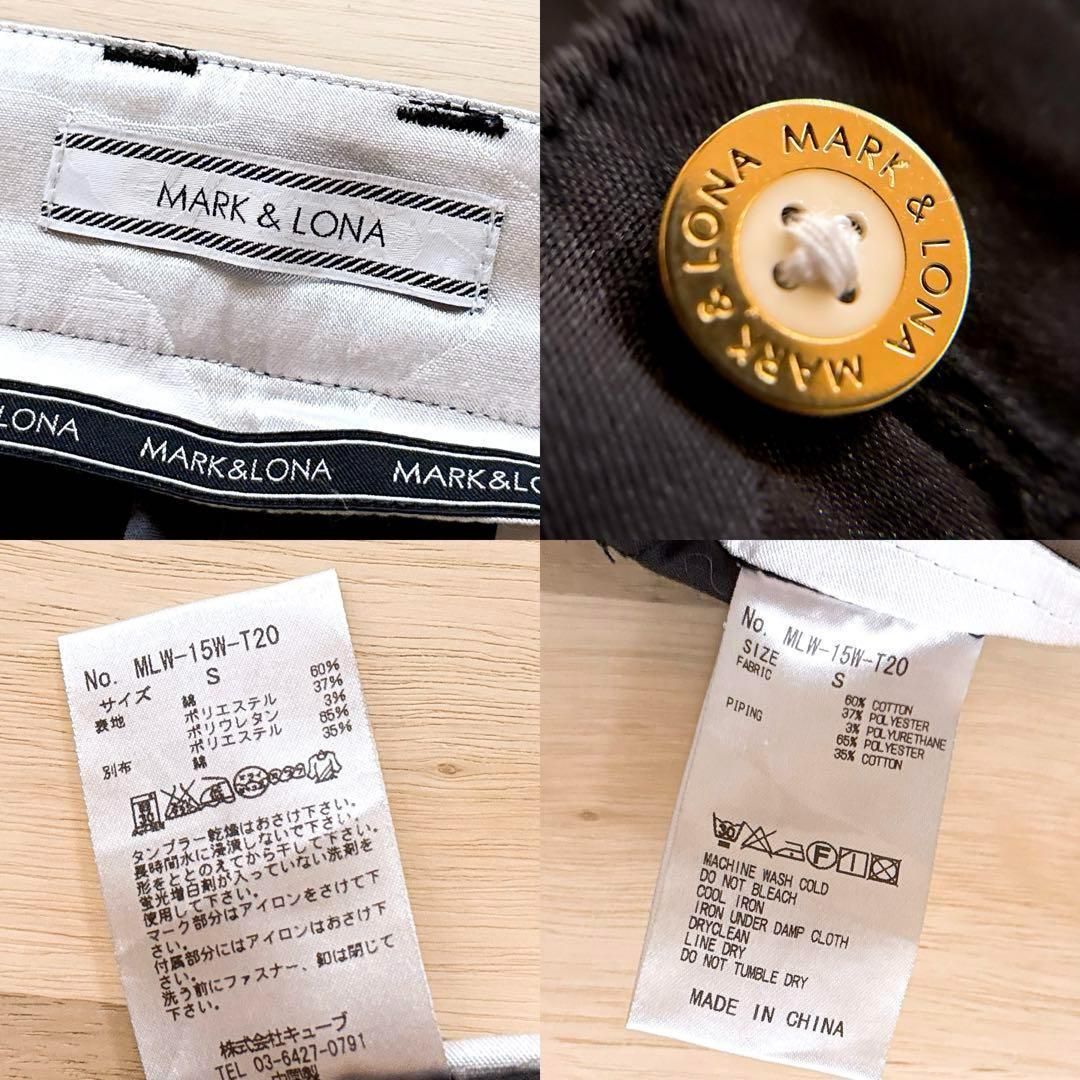 MARK & LONA
LONA
MARK&LONA
MARK&L
MARK & LONA MARK & LONA
No. MLW-15W-T20
サイズ S
表地 綿 60%
ポリエステル 37%
ポリウレタン 3%
別布 ポリエステル 65%
綿 35%
タンブラー乾燥はおさけ下さい。
長時間水に浸漬しないで下さい。
形をととのえてから干して下さい。
蛍光増白剤が入っていない洗剤を
使用して下さい。
マーク部分はアイロンをさけて下
さい。
付属部分にはアイロンはおさけ下
さい。
洗う前にファスナー、釦は閉じて
下さい。
株式会社キューブ
TEL 03-6427-0791
中国製
No. MLW-15W-T20
SIZE S
FABRIC 60% COTTON
37% POLYESTER
3% POLYURETHANE
PIPING 65% POLYESTER
35% COTTON
30
F
MACHINE WASH COLD
DO NOT BLEACH
COOL IRON
IRON UNDER DAMP CLOTH
DRYCLEAN
LINE DRY
DO NOT TUMBLE DRY
MADE IN CHINA